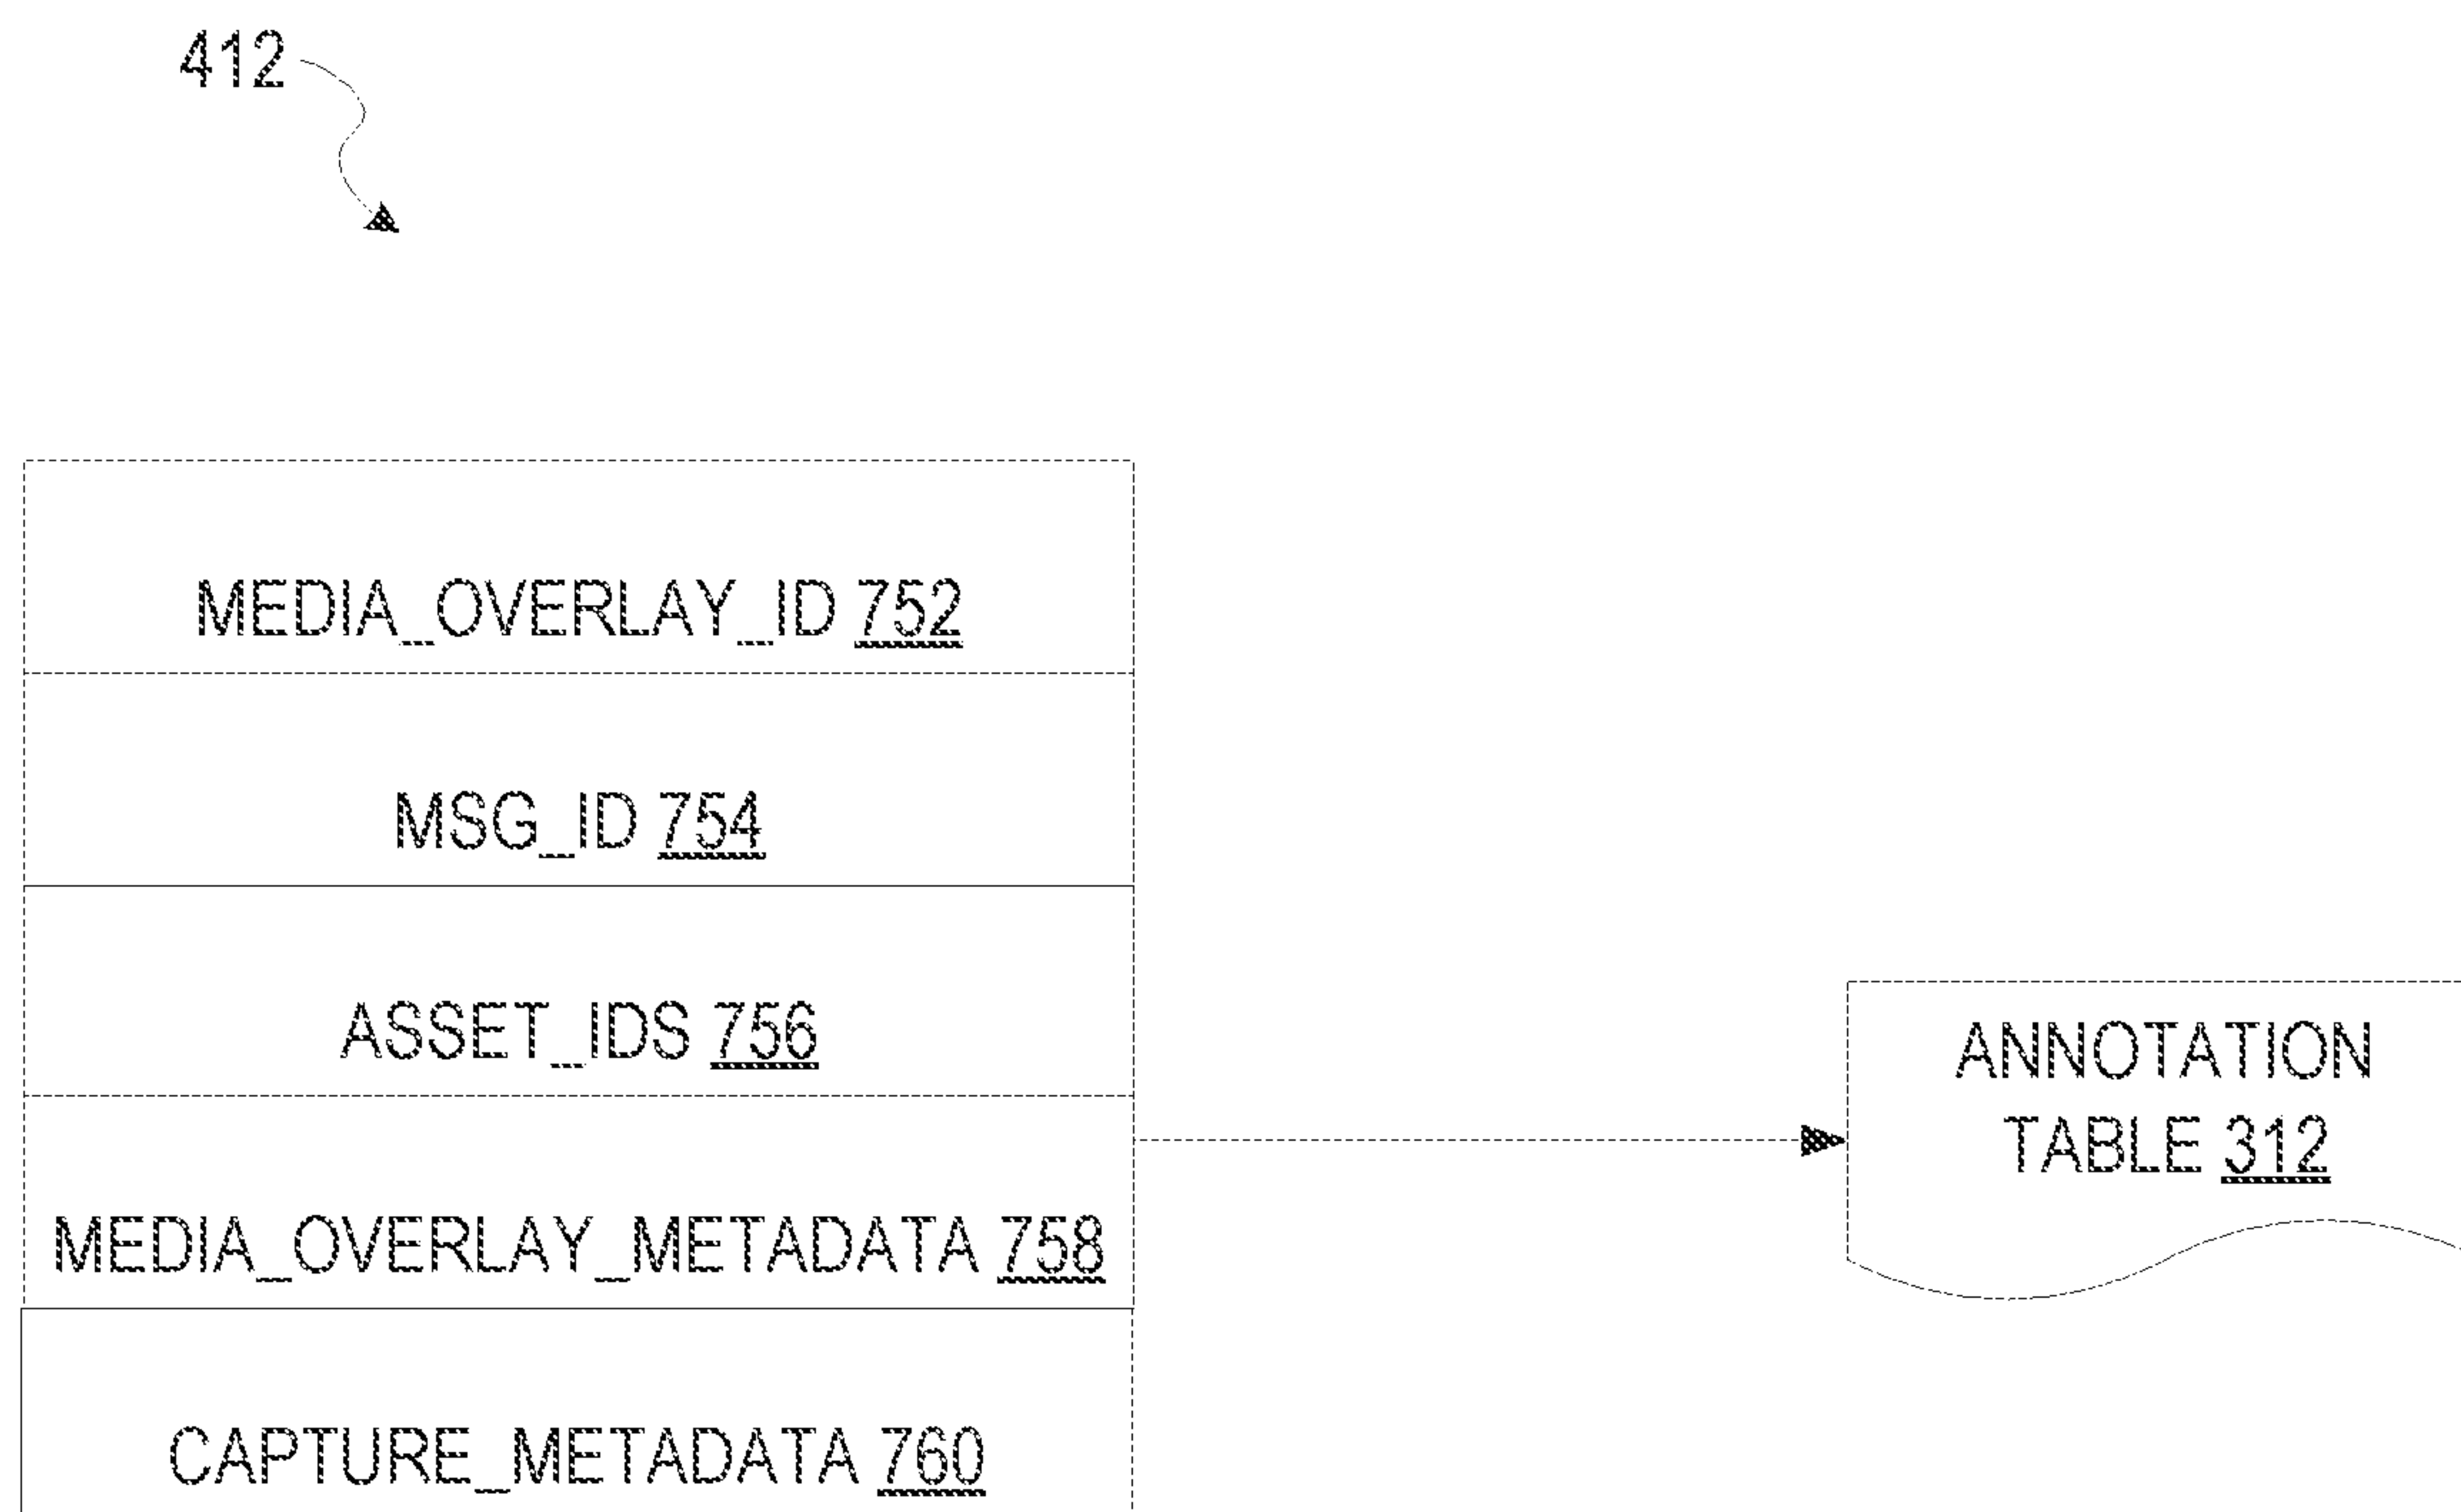 412
MEDIA_OVERLAY_ID 752
MSG_ID 754
ASSET_IDS 756
MEDIA_OVERLAY_METADATA 758
CAPTURE_METADATA 760
ANNOTATION
TABLE 312